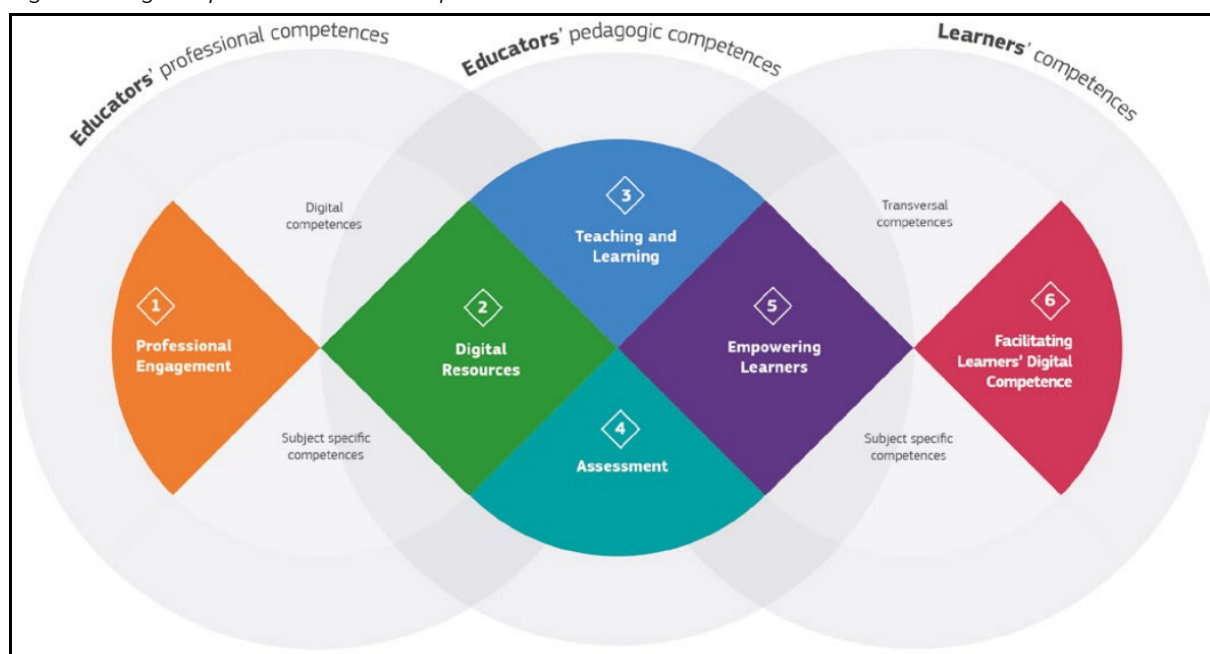 Educators' professional competences
Educators' pedagogic competences
Learners' competences
Digital
competences
3
Teaching and
Learning
Transversal
competences
1
Professional
Engagement
2
Digital
Resources
5
Empowering
Learners
6
Facilitating
Learners' Digital
Competence
Subject specific
competences
4
Assessment
Subject specific
competences